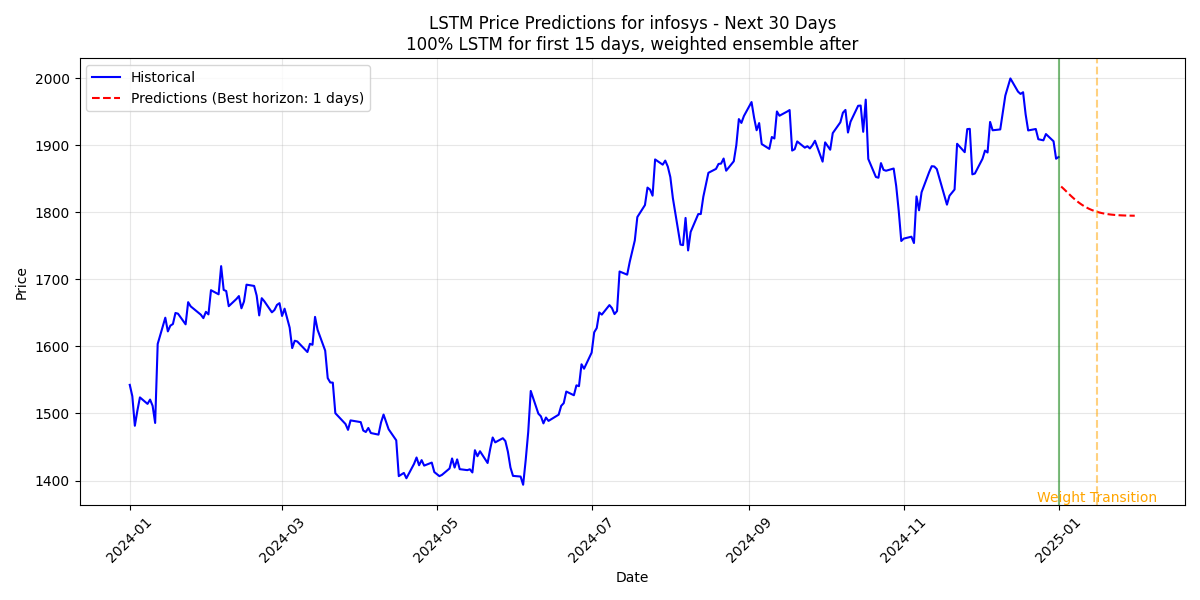 LSTM Price Predictions for infosys - Next 30 Days
100% LSTM for first 15 days, weighted ensemble after
Historical
Predictions (Best horizon: 1 days)
Price
2000
1900
1800
1700
1600
1500
1400
Weight Transition
2024-01
2024-03
2024-05
2024-07
2024-09
2024-11
2025-01
Date